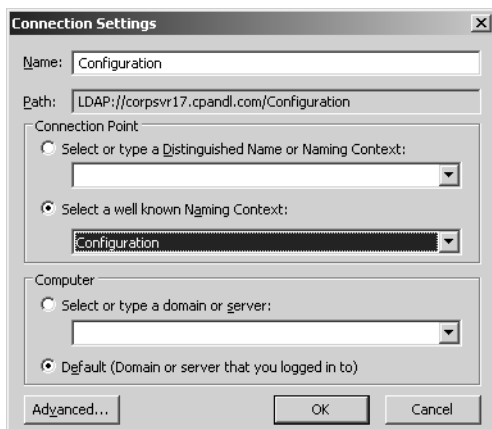 Connection Settings
Name: Configuration
Path: LDAP://corpsvr17.cpandl.com/Configuration
Connection Point
Select or type a Distinguished Name or Naming Context:
Select a well known Naming Context:
Configuration
Computer
Select or type a domain or server:
Default (Domain or server that you logged in to)
Advanced... OK Cancel